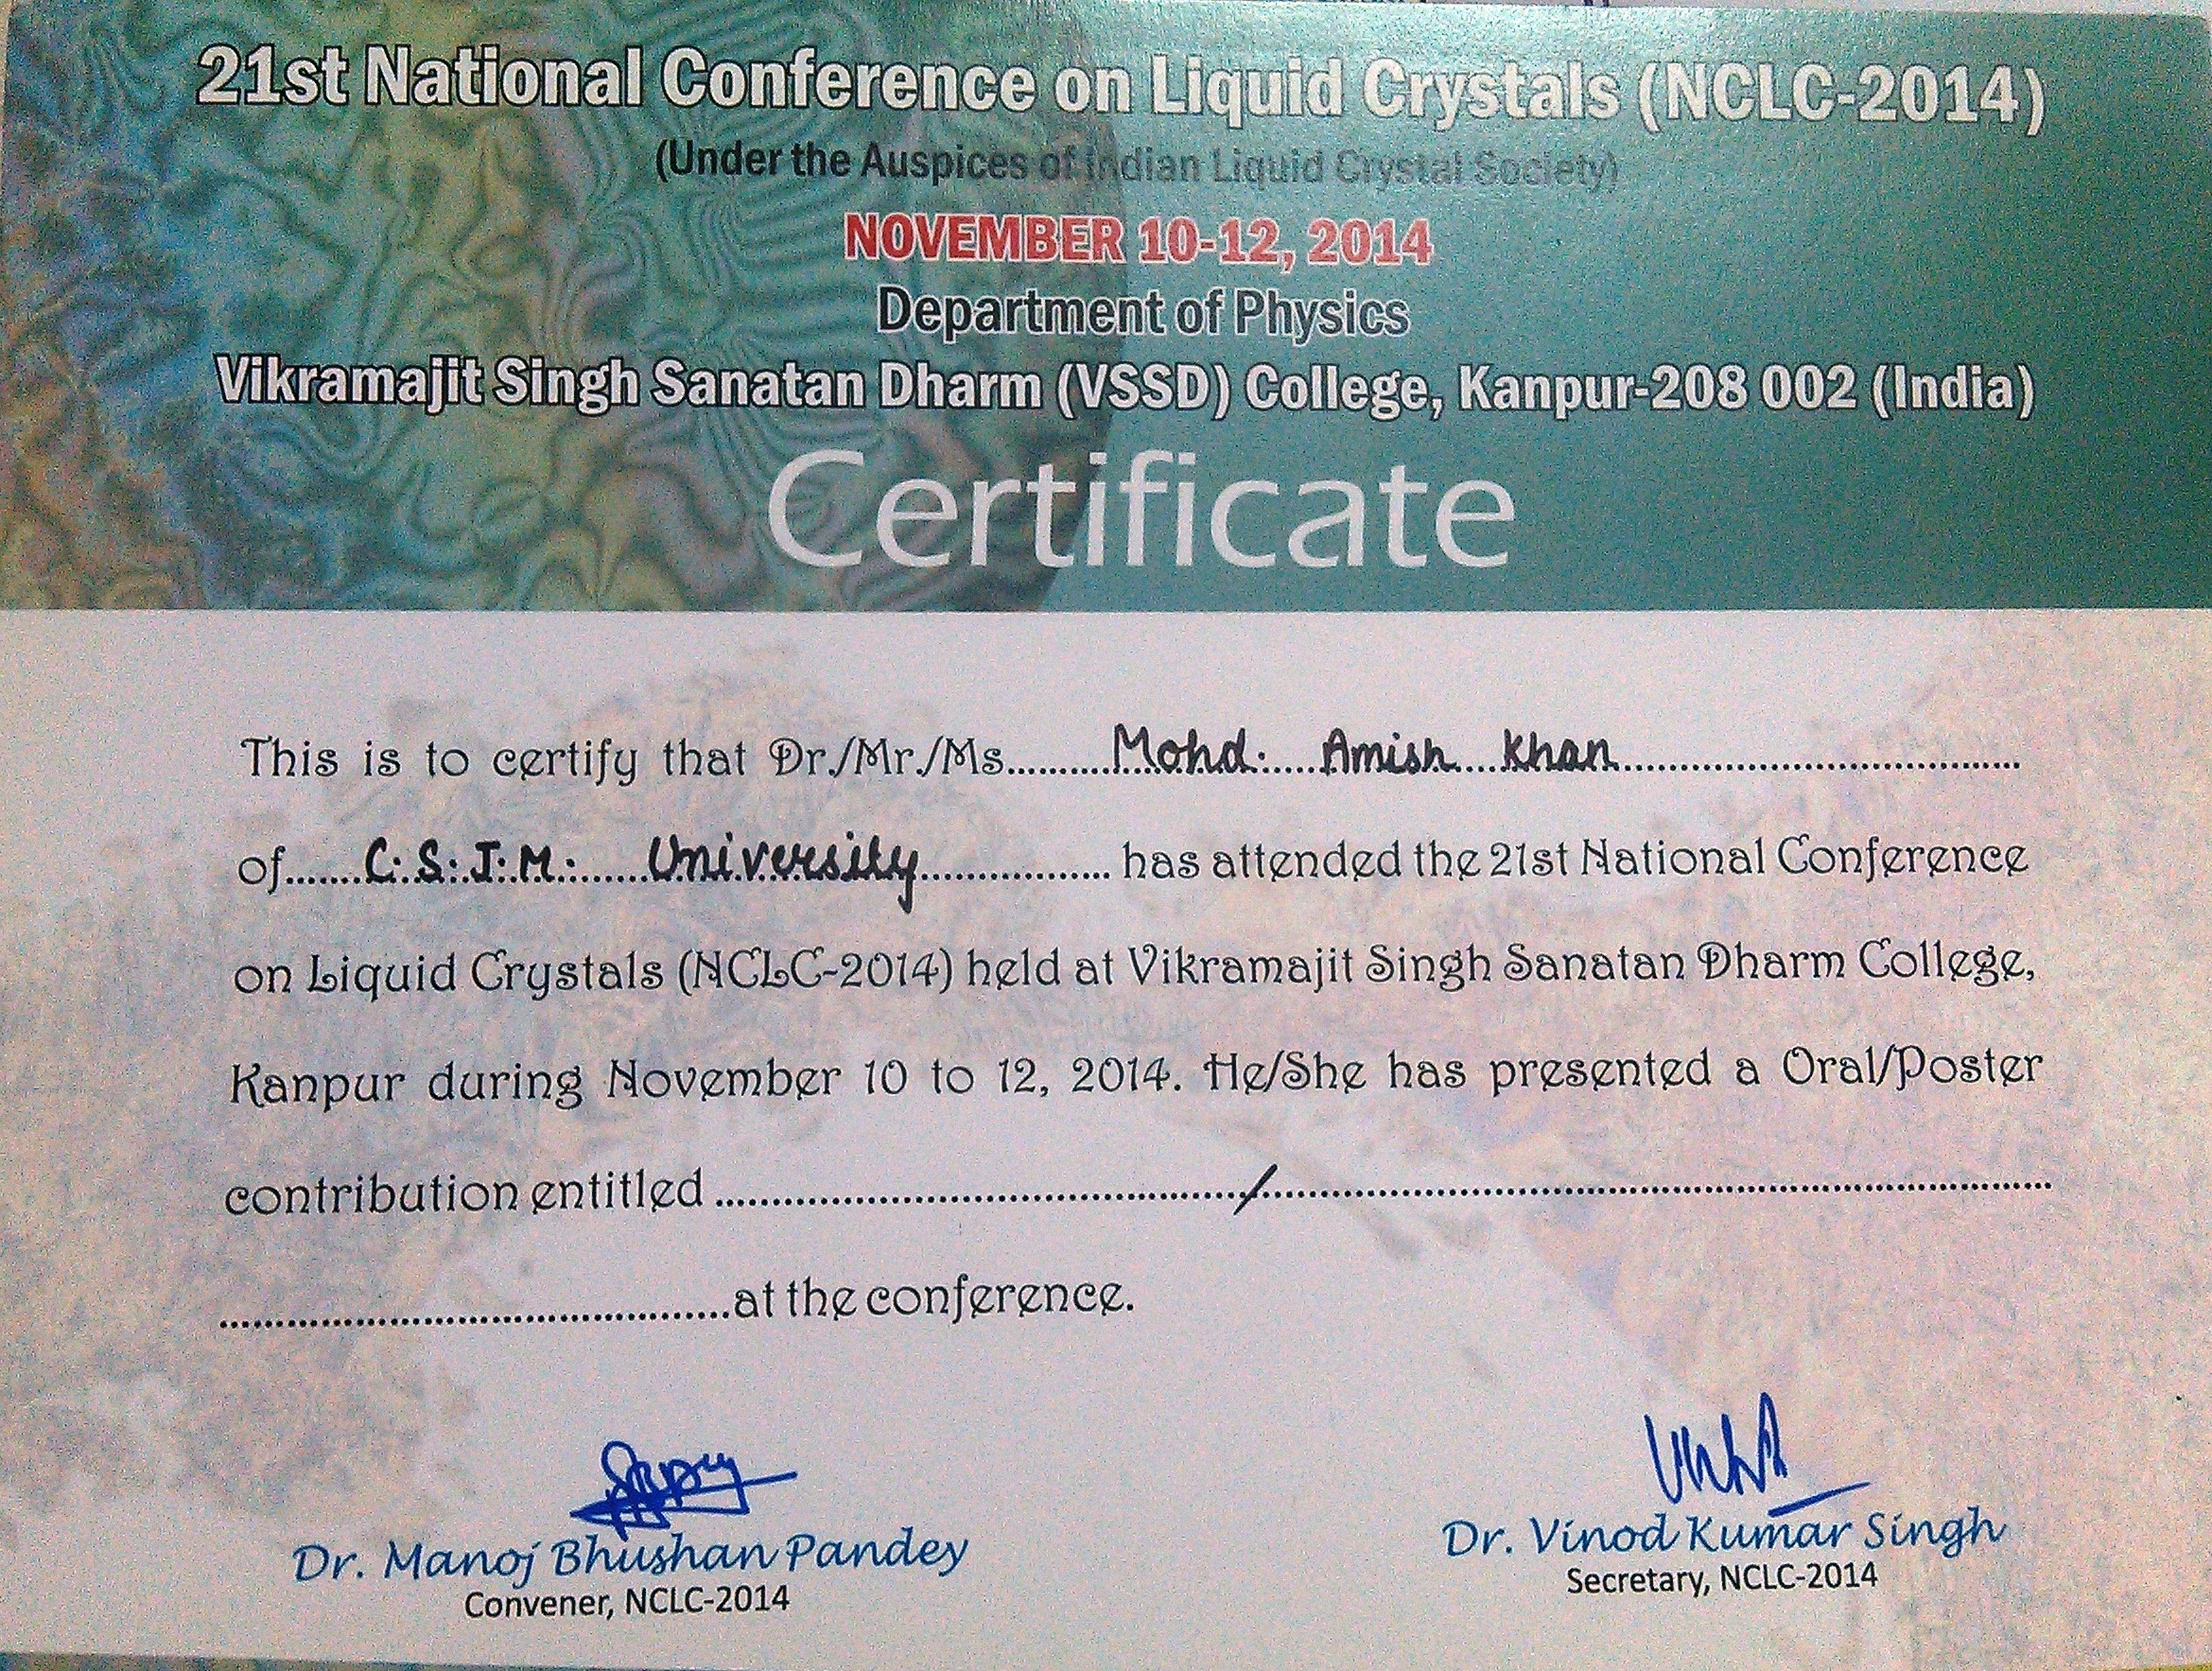 21st National Conference on Liquid Crystals (NCLC-2014)
(Under the Auspices of Indian Liquid Crystal Society)
NOVEMBER 10-12, 2014
Department of Physics
Vikramajit Singh Sanatan Dharm (VSSD) College, Kanpur-208 002 (India)
Certificate
This is to certify that Dr./Mr./Ms.......... Mohd. Amish Khan ..............................
of...... C.S.J.M. University .................. has attended the 21st National Conference
on Liquid Crystals (NCLC-2014) held at Vikramajit Singh Sanatan Dharm College,
Kanpur during November 10 to 12, 2014. He/She has presented a Oral/Poster
contribution entitled ................................/................................
................................at the conference.
Dr. Manoj Bhushan Pandey
Convener, NCLC-2014
Dr. Vinod Kumar Singh
Secretary, NCLC-2014